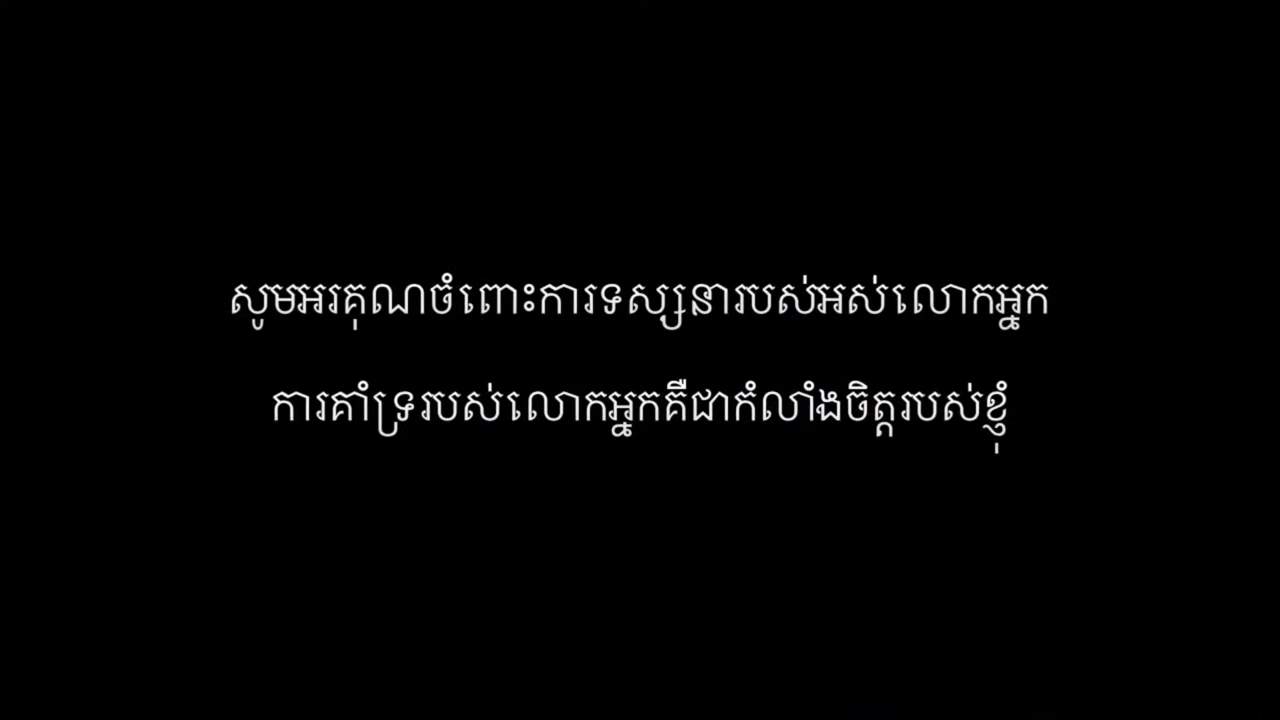 សូមអរគុណចំពោះការទស្សនារបស់អស់លោកអ្នក
ការគាំទ្ររបស់លោកអ្នកគឺជាកំលាំងចិត្តរបស់ខ្ញុំ